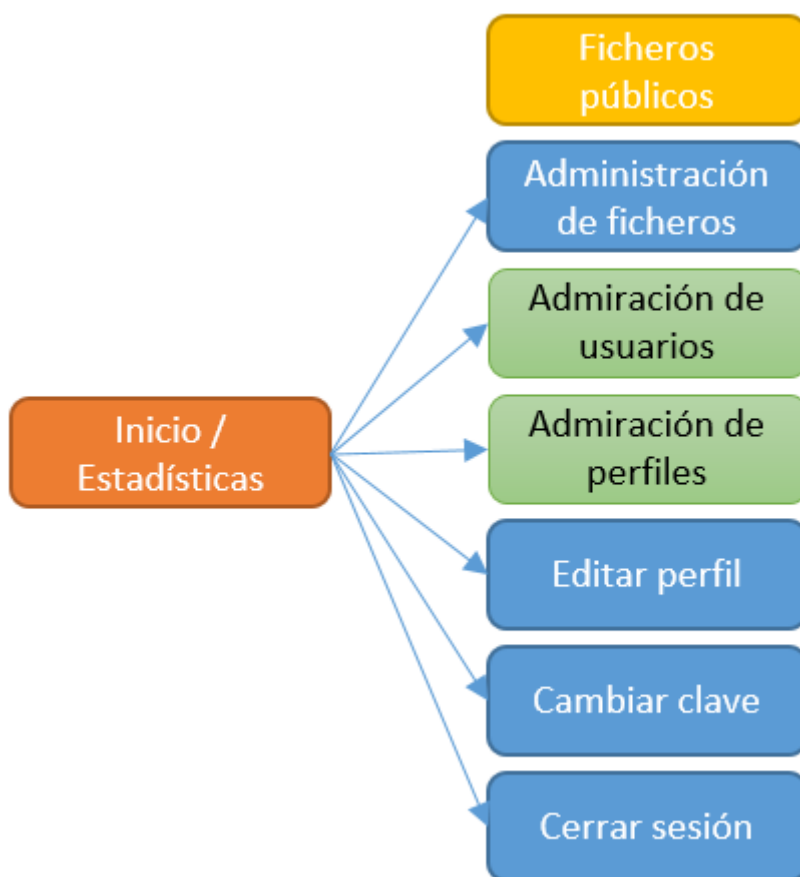 Ficheros
públicos
Administración
de ficheros
Admiración de
usuarios
Inicio /
Estadísticas
Admiración de
perfiles
Editar perfil
Cambiar clave
Cerrar sesión